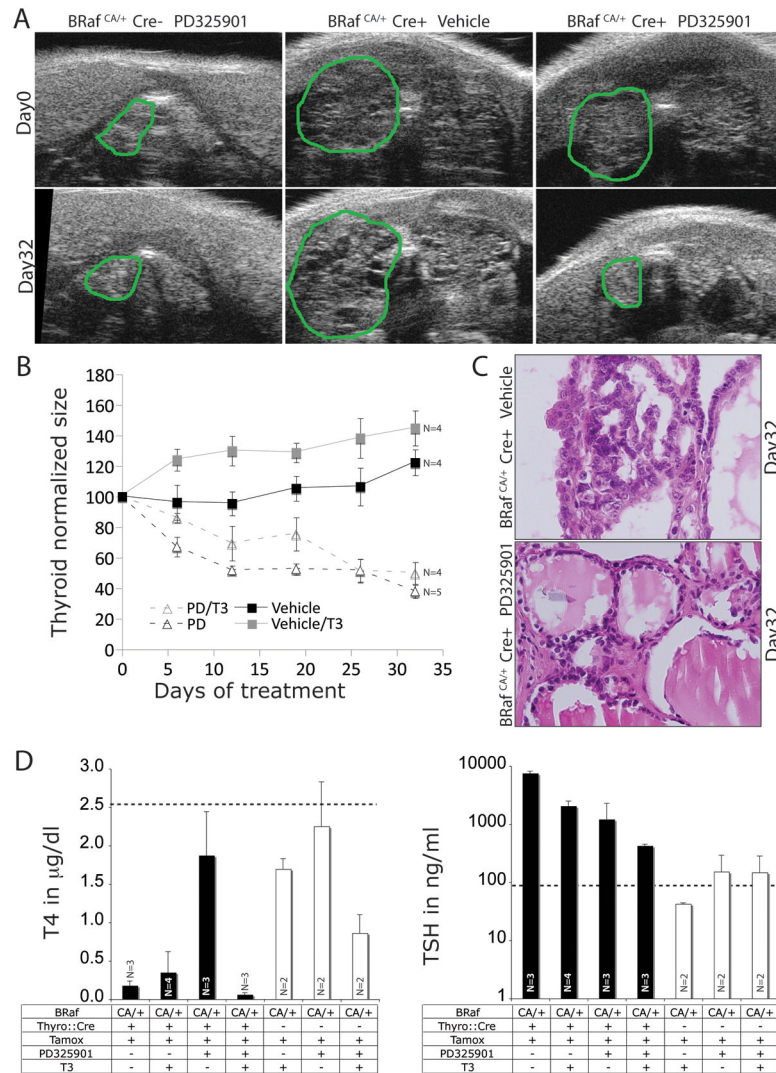 A
BRaf CA/+ Cre- PD325901
BRaf CA/+ Cre+ Vehicle
BRaf CA/+ Cre+ PD325901
Day0
Day32
B
Thyroid normalized size
180
160
140
120
100
80
60
40
20
0
0 5 10 15 20 25 30 35
Days of treatment
N=4
N=4
N=4
N=5
PD/T3 Vehicle
PD Vehicle/T3
C
BRaf CA/+ Cre+ Vehicle
Day32
BRaf CA/+ Cre+ PD325901
Day32
D
T4 in μg/dl
3.0
2.5
2.0
1.5
1.0
0.5
0.0
N=3 N=4 N=3 N=3 N=2 N=2 N=2
BRaf CA/+ CA/+ CA/+ CA/+ CA/+ CA/+ CA/+
Thyro::Cre + + + + - - -
Tamox + + + + + + +
PD325901 - - + + - + +
T3 - + - + + - +
TSH in ng/ml
10000
1000
100
10
1
N=3 N=4 N=3 N=3 N=2 N=2 N=2
BRaf CA/+ CA/+ CA/+ CA/+ CA/+ CA/+ CA/+
Thyro::Cre + + + + - - -
Tamox + + + + + + +
PD325901 - - + + - + +
T3 - + - + + - +